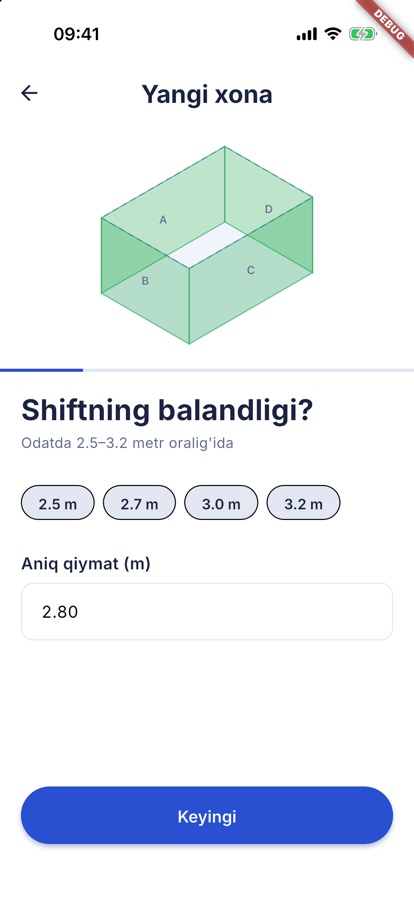 09:41
DEBUG
Yangi xona
A
D
B
C
Shiftning balandligi?
Odatda 2.5–3.2 metr oralig'ida
2.5 m
2.7 m
3.0 m
3.2 m
Aniq qiymat (m)
2.80
Keyingi